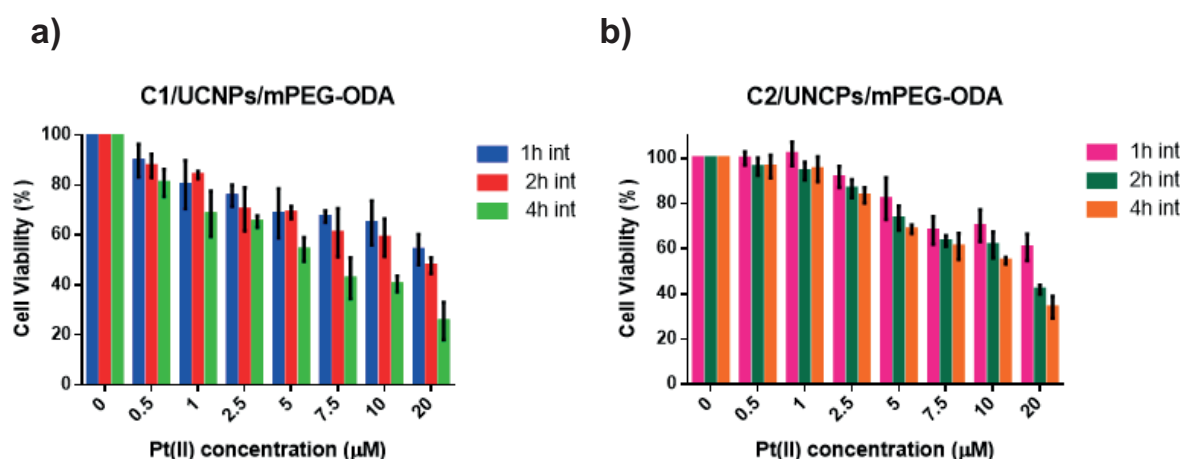 a)
C1/UCNPs/mPEG-ODA
Cell Viability (%)
100
80
60
40
20
0
0
0.5
1
2.5
5
7.5
10
20
Pt(II) concentration (μM)
1h int
2h int
4h int
b)
C2/UNCPs/mPEG-ODA
Cell Viability (%)
100
80
60
40
20
0
0
0.5
1
2.5
5
7.5
10
20
Pt(II) concentration (μM)
1h int
2h int
4h int